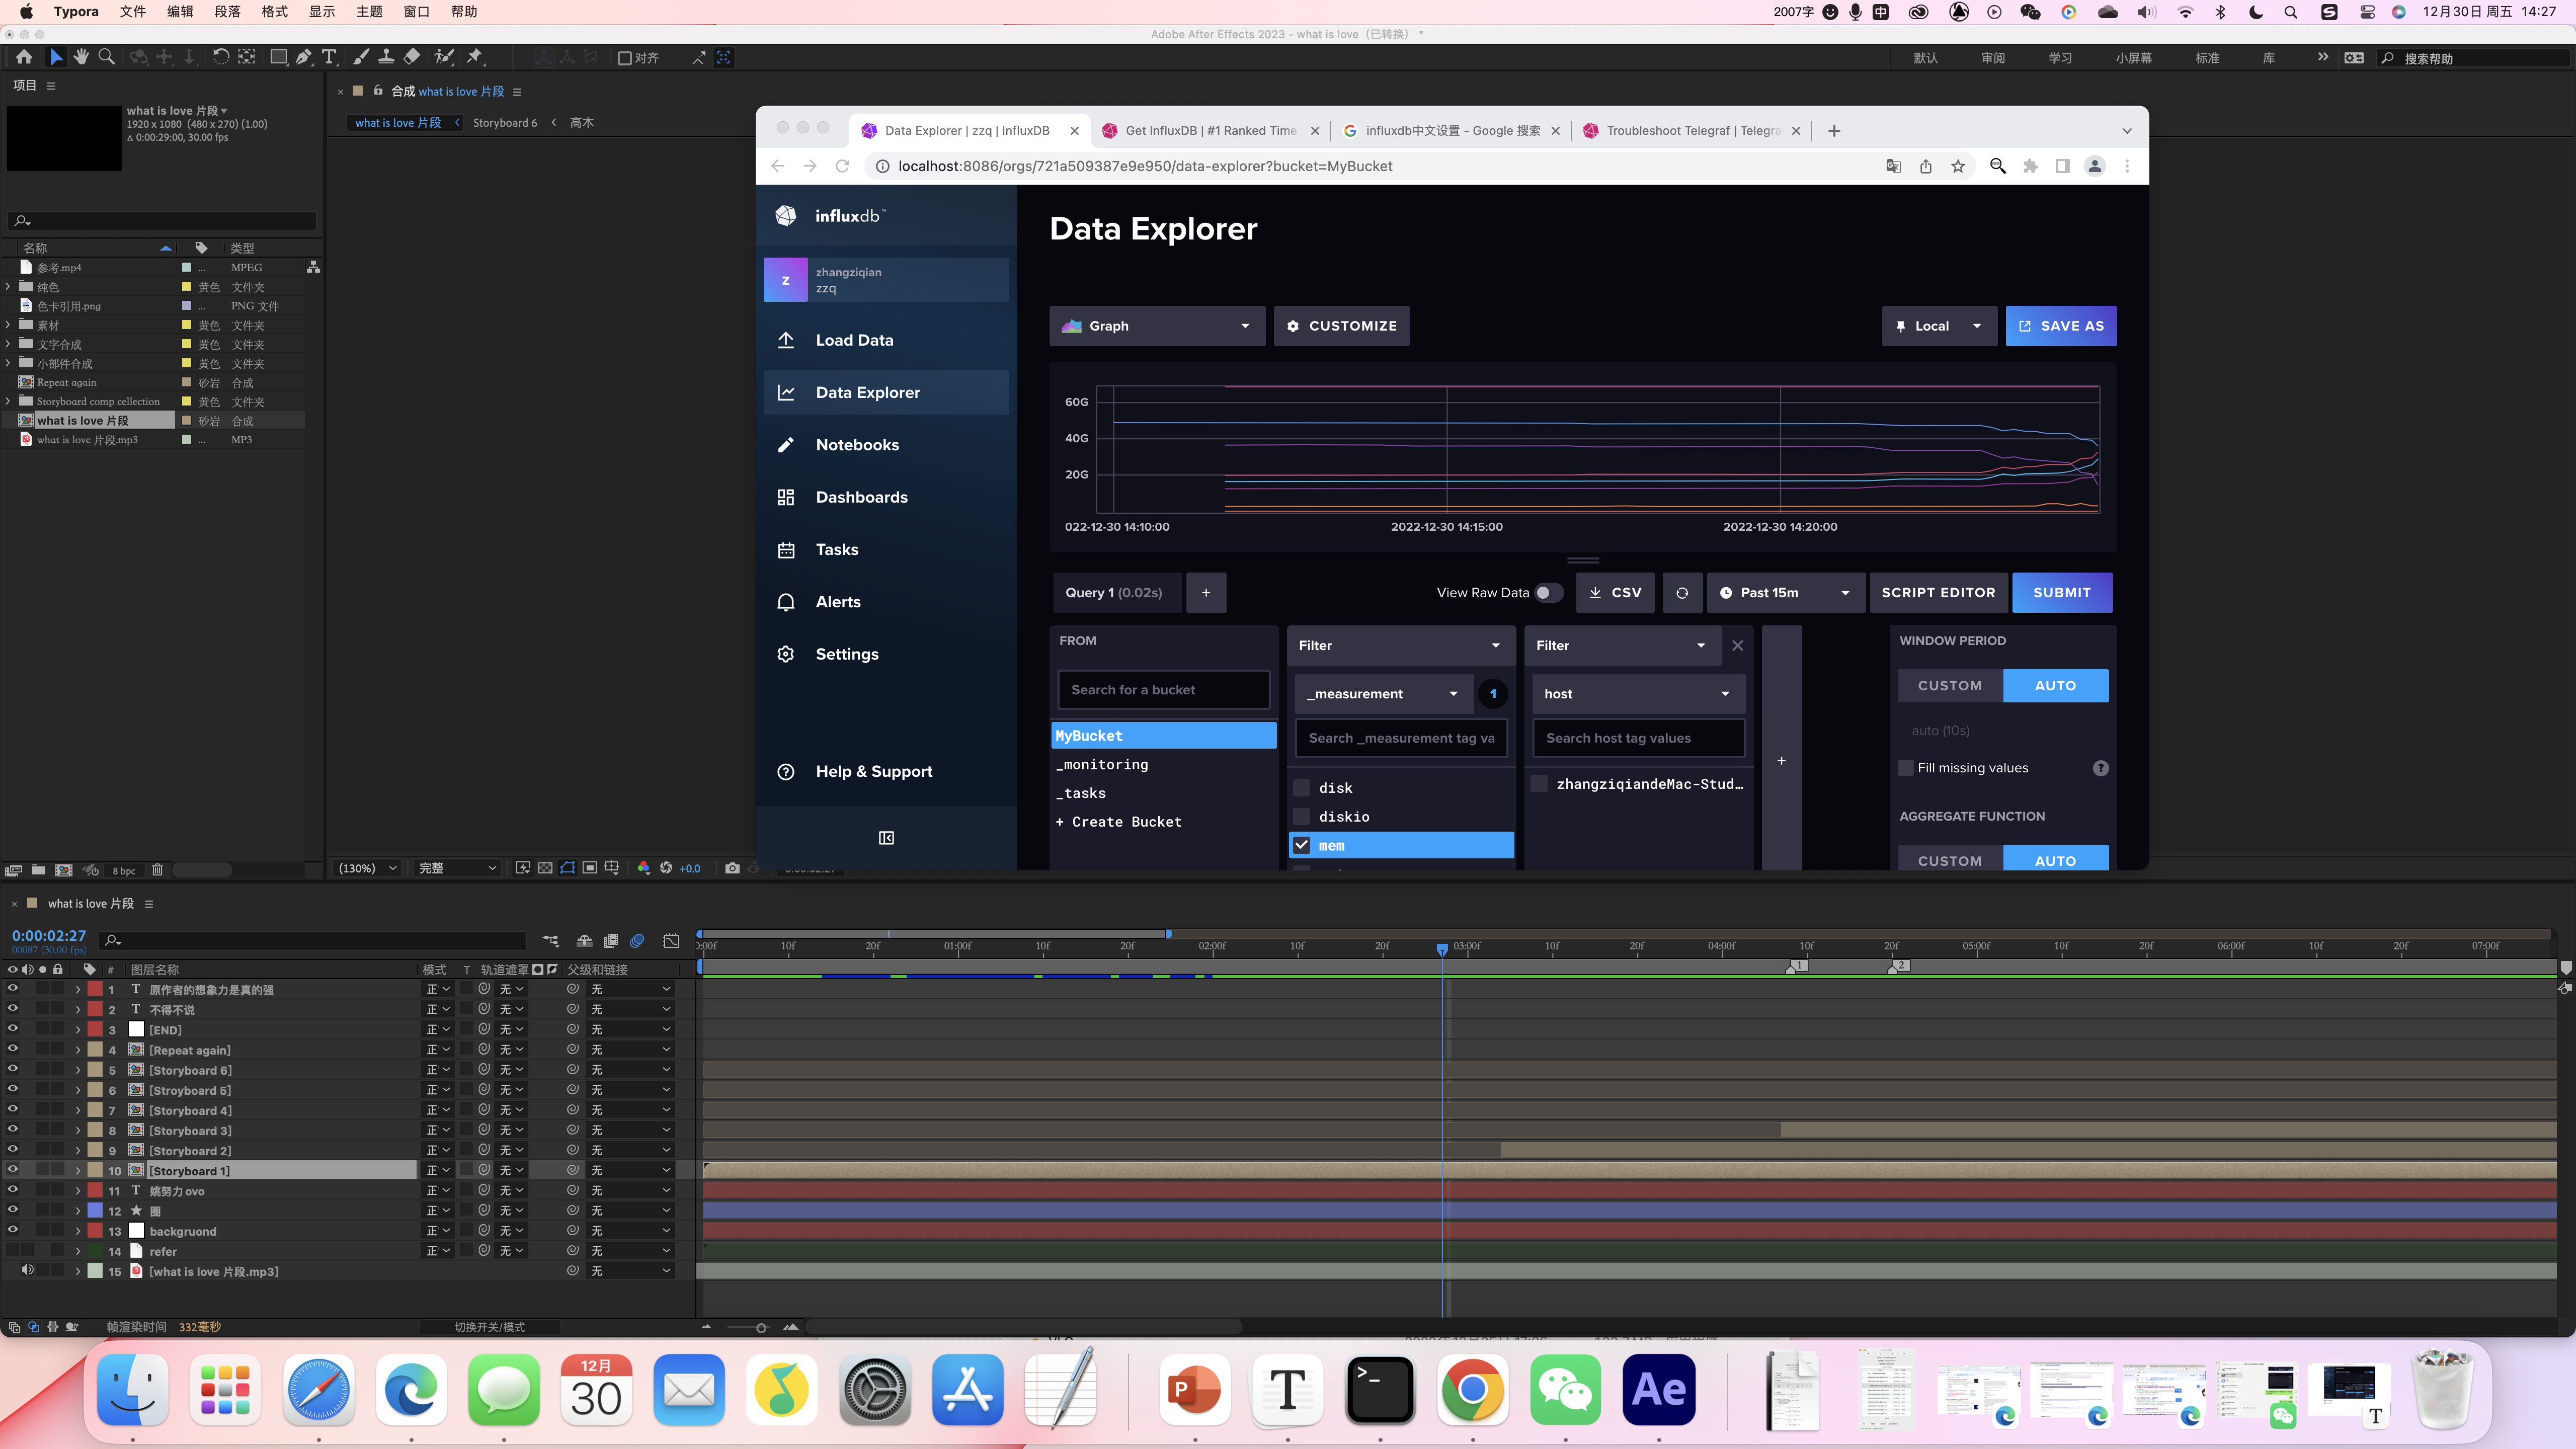 Typora 文件 编辑 段落 格式 显示 主题 窗口 帮助 2007字 中 12月30日 周五 14:27
Adobe After Effects 2023 - what is love（已转换） *
对齐 默认 审阅 学习 小屏幕 标准 库 搜索帮助
项目
what is love 片段
1920 x 1080 (480 x 270) (1.00)
Δ 0:00:29:00, 30.00 fps
名称 类型
参考.mp4 ... MPEG
纯色 黄色 文件夹
色卡引用.png ... PNG 文件
素材 黄色 文件夹
文字合成 黄色 文件夹
小部件合成 黄色 文件夹
Repeat again 砂岩 合成
Storyboard comp cellection 黄色 文件夹
what is love 片段 砂岩 合成
what is love 片段.mp3 ... MP3
8 bpc
合成 what is love 片段
what is love 片段 Storyboard 6 高木
(130%) 完整 +0.0
Data Explorer | zzq | InfluxDB
Get InfluxDB | #1 Ranked Time
influxdb中文设置 - Google 搜索
Troubleshoot Telegraf | Telegra
localhost:8086/orgs/721a509387e9e950/data-explorer?bucket=MyBucket
influxdb™
z
zhangziqian
zzq
Load Data
Data Explorer
Notebooks
Dashboards
Tasks
Alerts
Settings
Help & Support
Data Explorer
Graph CUSTOMIZE Local SAVE AS
60G
40G
20G
022-12-30 14:10:00 2022-12-30 14:15:00 2022-12-30 14:20:00
Query 1 (0.02s) + View Raw Data CSV Past 15m SCRIPT EDITOR SUBMIT
FROM
Search for a bucket
MyBucket
_monitoring
_tasks
+ Create Bucket
Filter
_measurement 1
Search _measurement tag va
disk
diskio
mem
Filter
host
Search host tag values
zhangziqiandeMac-Stud…
+
WINDOW PERIOD
CUSTOM AUTO
auto (10s)
Fill missing values ?
AGGREGATE FUNCTION
CUSTOM AUTO
what is love 片段
0:00:02:27
00087 (30.00 fps)
:00f 10f 20f 01:00f 10f 20f 02:00f 10f 20f 03:00f 10f 20f 04:00f 10f 20f 05:00f 10f 20f 06:00f 10f 20f 07:00f
# 图层名称 模式 T 轨道遮罩 父级和链接
1 2
1 T 原作者的想象力是真的强 正 无 无
2 T 不得不说 正 无 无
3 [END] 正 无 无
4 [Repeat again] 正 无 无
5 [Storyboard 6] 正 无 无
6 [Stroyboard 5] 正 无 无
7 [Storyboard 4] 正 无 无
8 [Storyboard 3] 正 无 无
9 [Storyboard 2] 正 无 无
10 [Storyboard 1] 正 无 无
11 T 姚努力 ovo 正 无 无
12 圈 正 无 无
13 backgruond 正 无 无
14 refer 正 无 无
15 [what is love 片段.mp3] 无
帧渲染时间 332毫秒 切换开关/模式
12月
30
P
T
>_
Ae
T